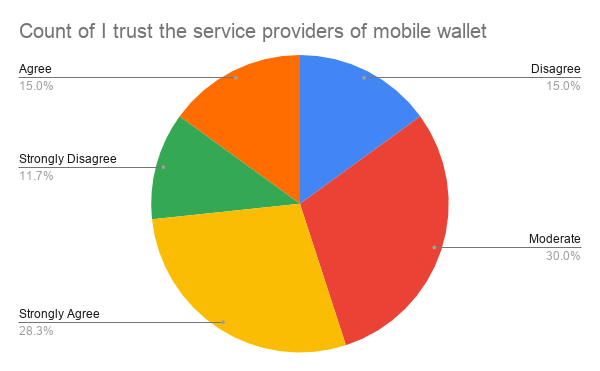 Count of I trust the service providers of mobile wallet
Agree
15.0%
Disagree
15.0%
Strongly Disagree
11.7%
Moderate
30.0%
Strongly Agree
28.3%